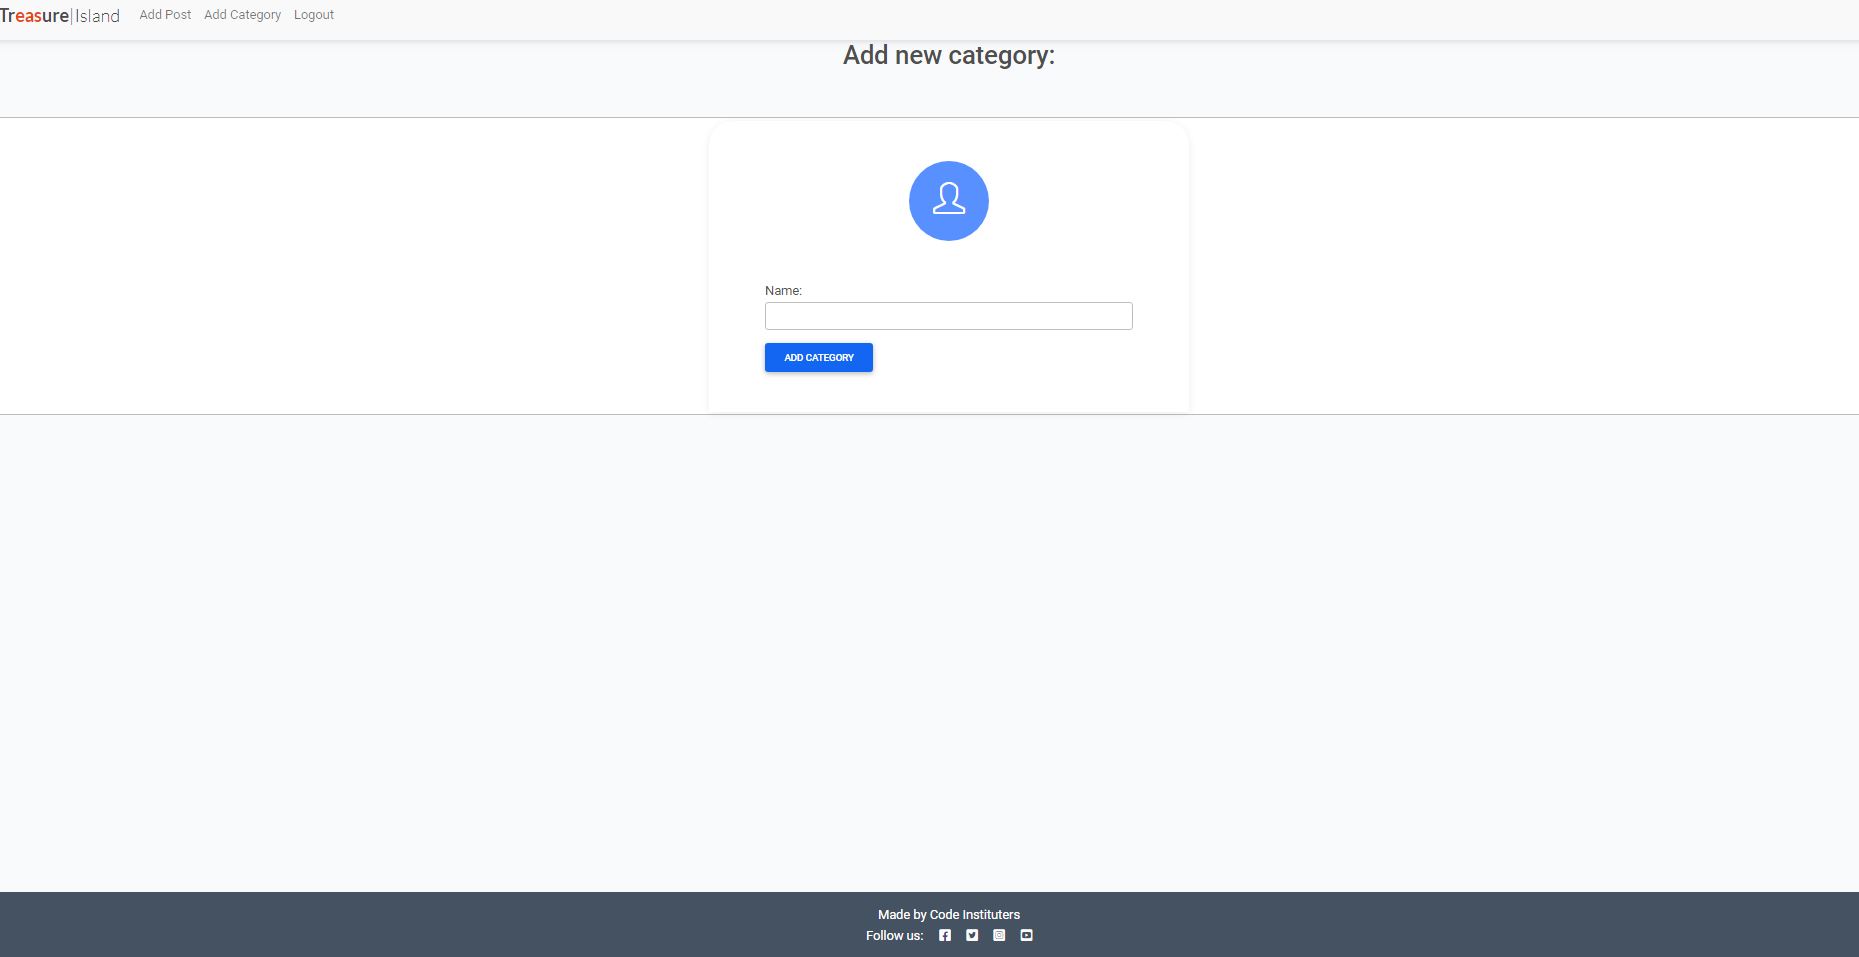 Treasure|Island Add Post Add Category Logout
Add new category:
Name:
ADD CATEGORY
Made by Code Instituters
Follow us: